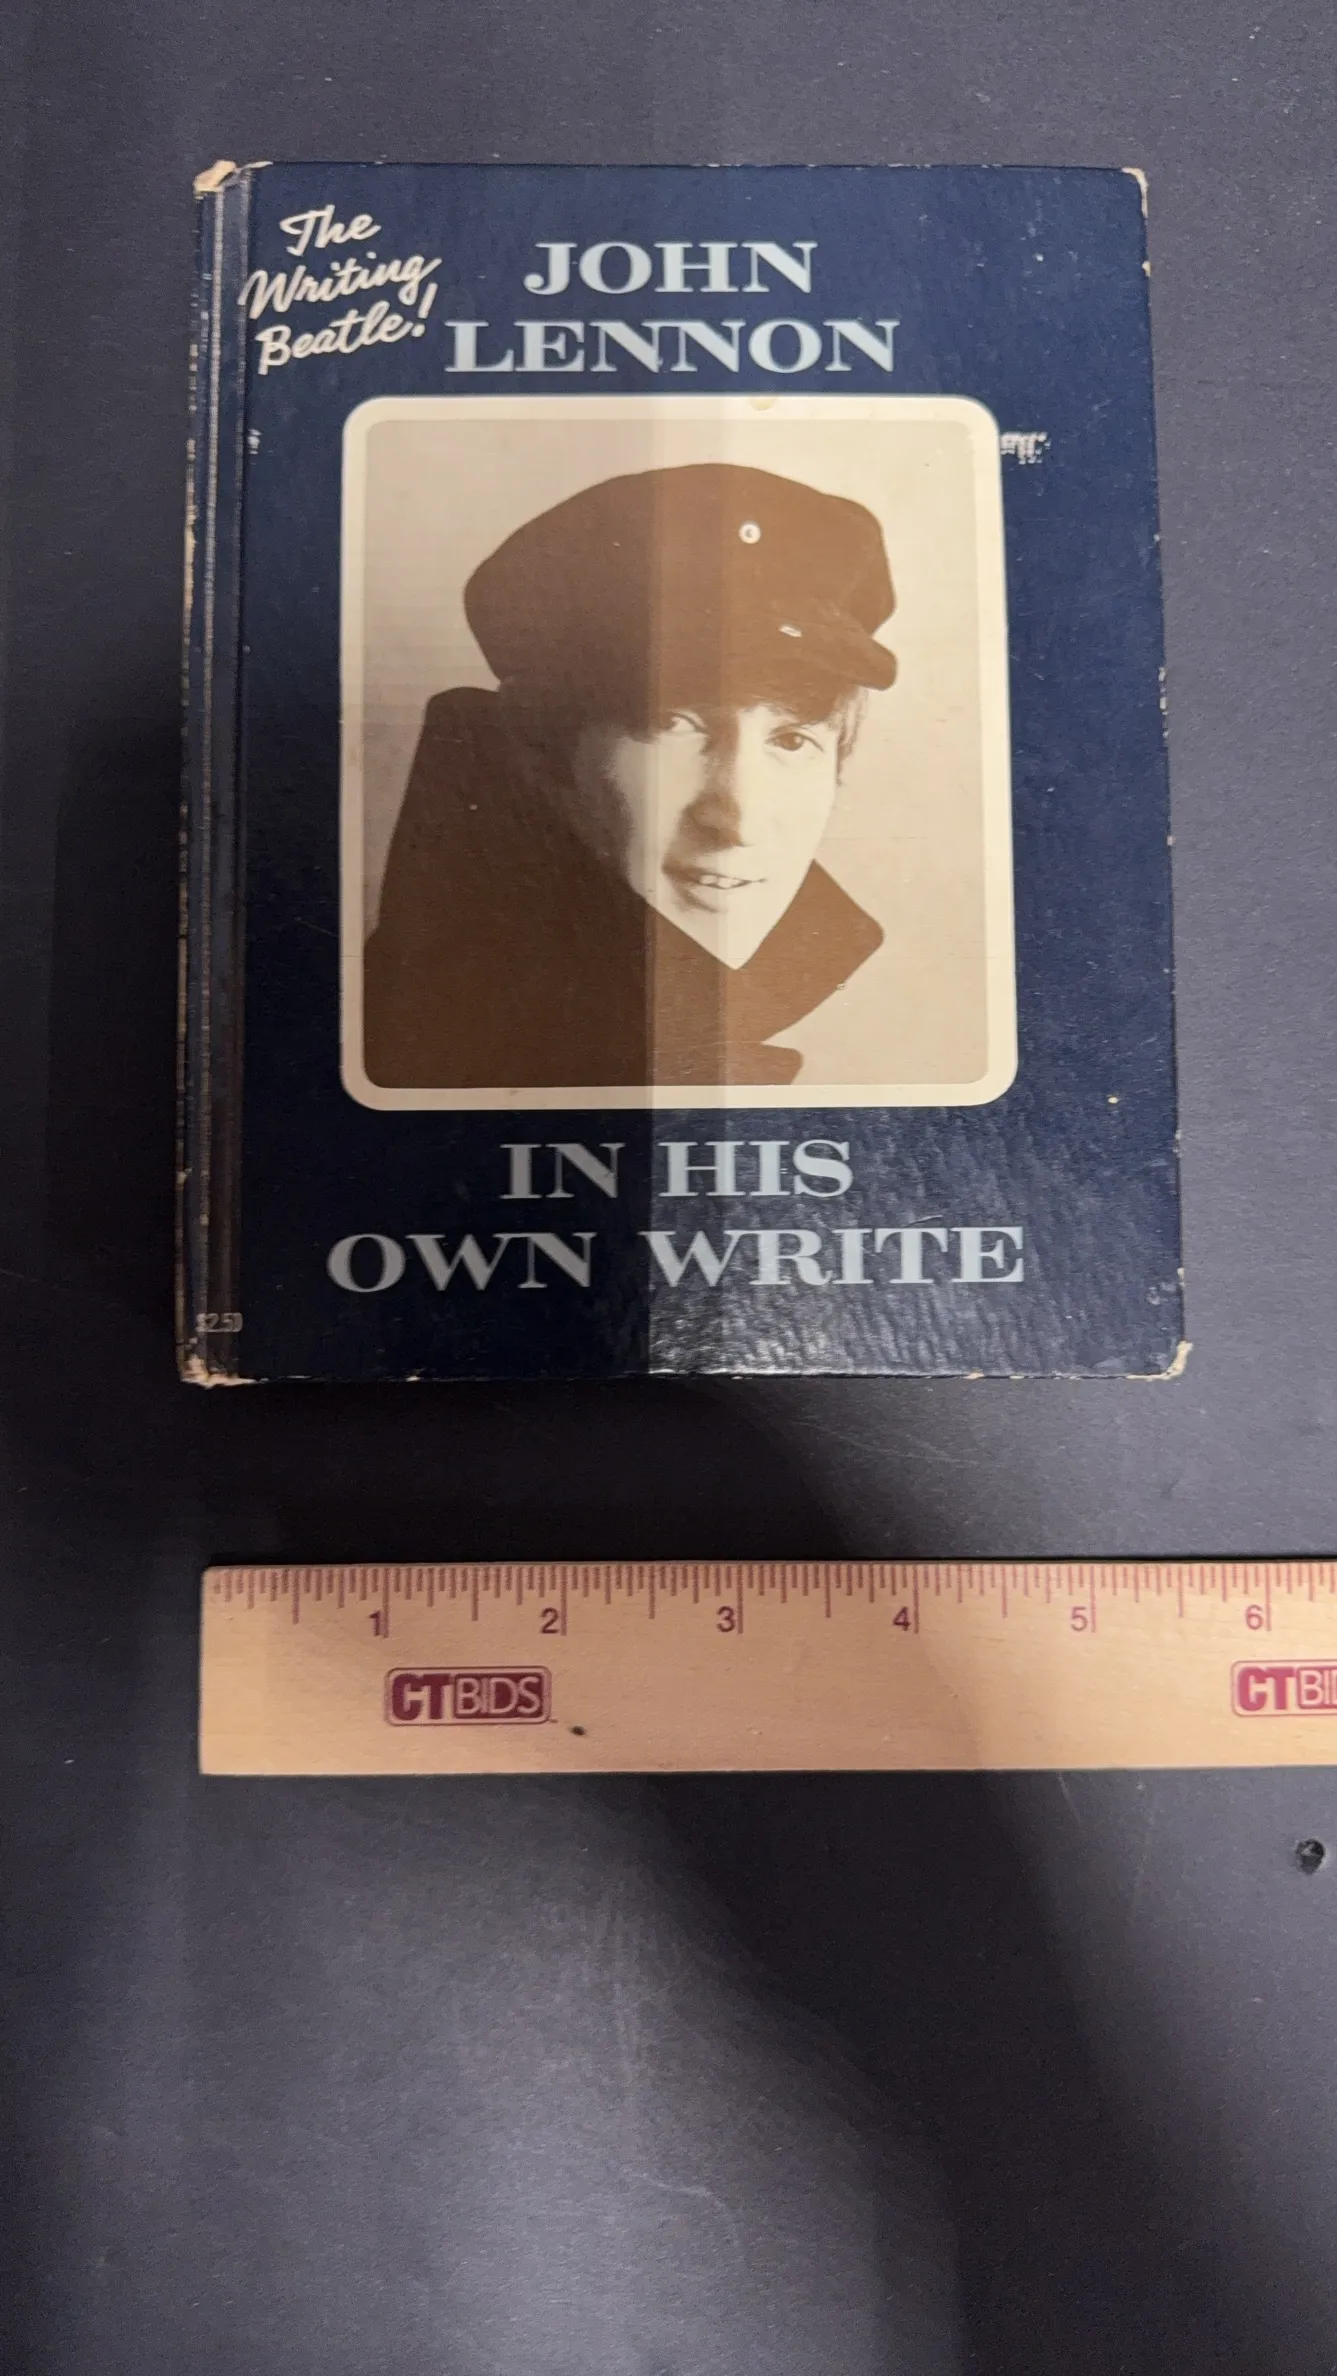 The
Writing
Beatle!
JOHN
LENNON
IN HIS
OWN WRITE
$2.50
1 2 3 4 5 6
CTBIDS